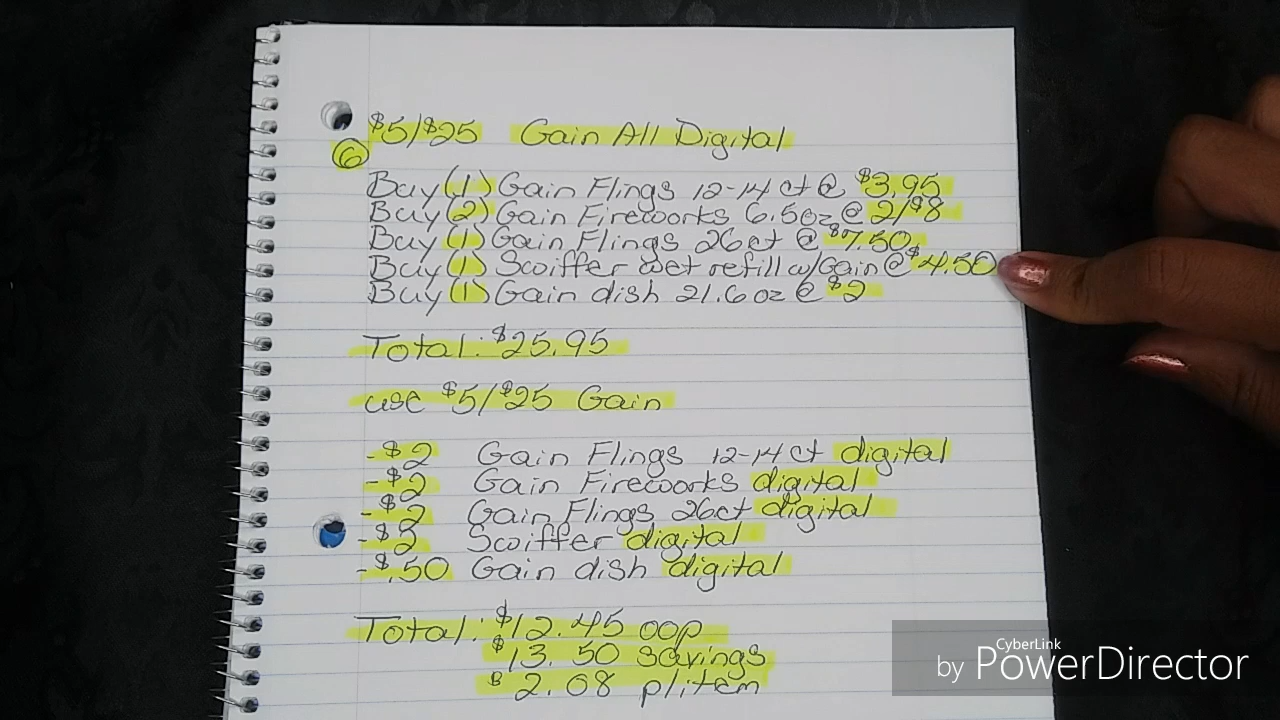 $5/$25 Gain All Digital
6
Buy (1) Gain Flings 12-14 ct @ $3.95
Buy (2) Gain Fireworks 6.5oz @ 2/$8
Buy (1) Gain Flings 26ct @ $7.50
Buy (1) Swiffer wet refill w/Gain @ $4.50
Buy (1) Gain dish 21.6 oz @ $2
Total: $25.95
use $5/$25 Gain
-$2 Gain Flings 12-14 ct digital
-$2 Gain Fireworks digital
-$2 Gain Flings 26ct digital
-$2 Swiffer digital
-$.50 Gain dish digital
Total: $12.45 oop
$13.50 savings
$2.08 p/item
CyberLink
by PowerDirector